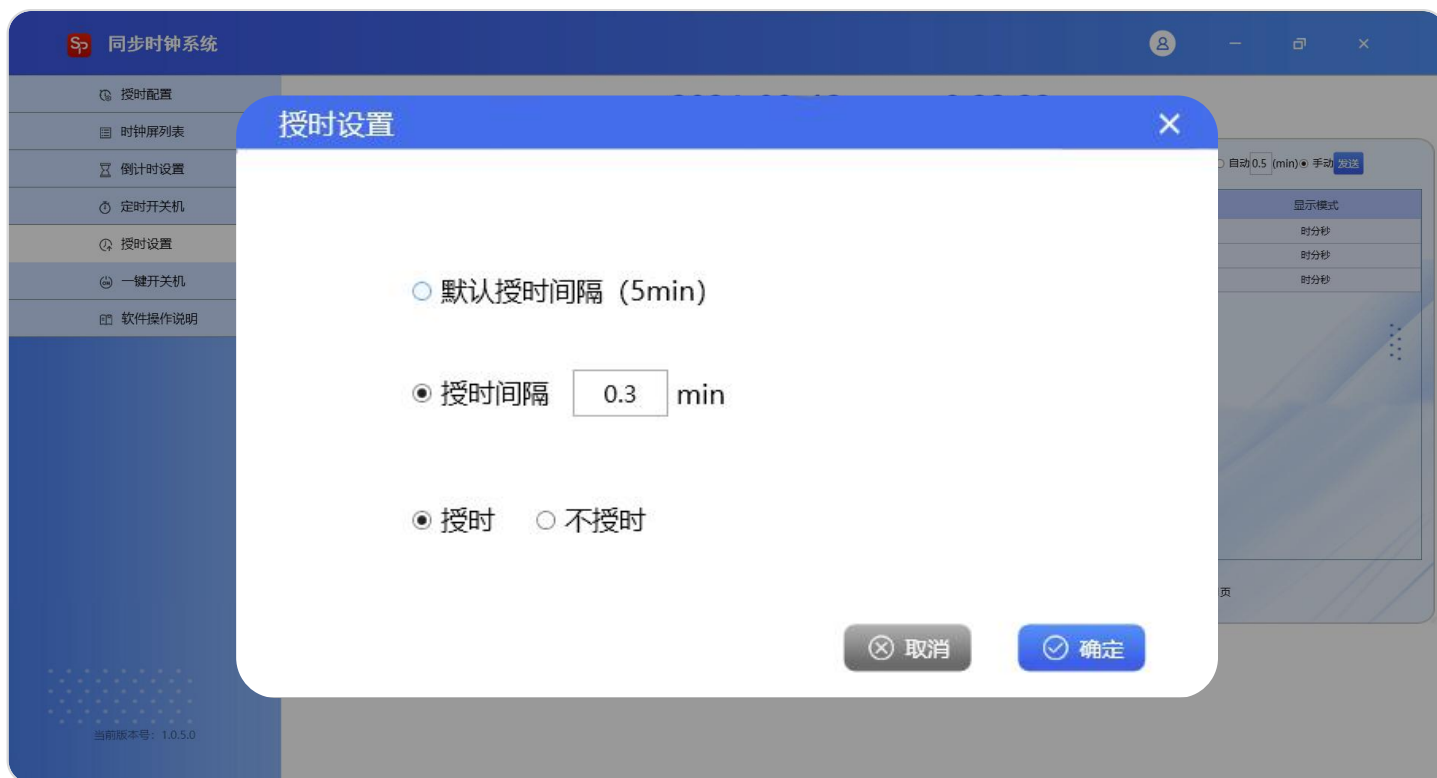 SP 同步时钟系统
授时配置
时钟屏列表
倒计时设置
定时开关机
授时设置
一键开关机
软件操作说明
当前版本号：1.0.5.0
授时设置
默认授时间隔（5min）
授时间隔 0.3 min
授时 不授时
取消 确定
自动 0.5 (min) 手动 发送
显示模式
时分秒
时分秒
时分秒
页